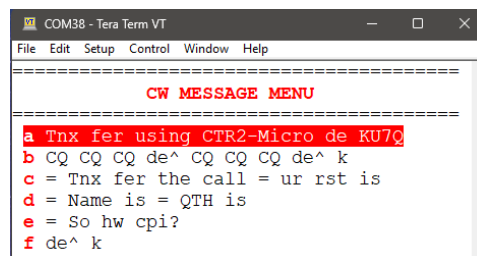 COM38 - Tera Term VT
File Edit Setup Control Window Help
========================================
CW MESSAGE MENU
========================================
a Tnx fer using CTR2-Micro de KU7Q
b CQ CQ CQ de^ CQ CQ CQ de^ k
c = Tnx fer the call = ur rst is
d = Name is = QTH is
e = So hw cpi?
f de^ k